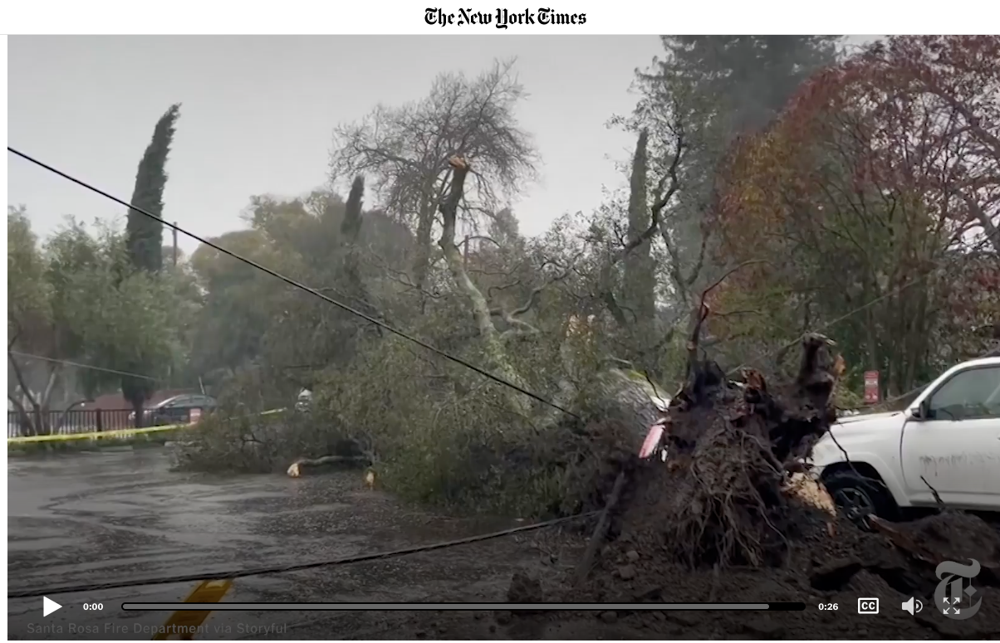 The New York Times
0:00
0:26
CC
Santa Rosa Fire Department via Storyful